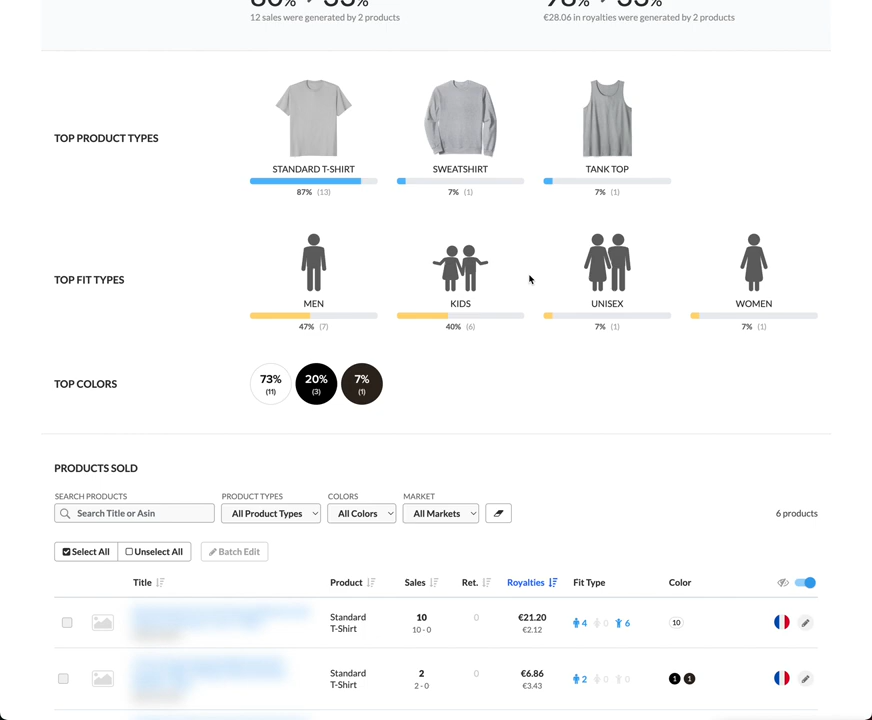 12 sales were generated by 2 products
€28.06 in royalties were generated by 2 products
TOP PRODUCT TYPES
STANDARD T-SHIRT
SWEATSHIRT
TANK TOP
87% (13)
7% (1)
7% (1)
TOP FIT TYPES
MEN
KIDS
UNISEX
WOMEN
47% (7)
40% (6)
7% (1)
7% (1)
TOP COLORS
73%
(11)
20%
(3)
7%
(1)
PRODUCTS SOLD
SEARCH PRODUCTS
PRODUCT TYPES
COLORS
MARKET
Search Title or Asin
All Product Types
All Colors
All Markets
6 products
Select All
Unselect All
Batch Edit
Title
Product
Sales
Ret.
Royalties
Fit Type
Color
Standard
T-Shirt
10
10 - 0
0
€21.20
€2.12
4
0
6
10
Standard
T-Shirt
2
2 - 0
0
€6.86
€3.43
2
0
0
1
1